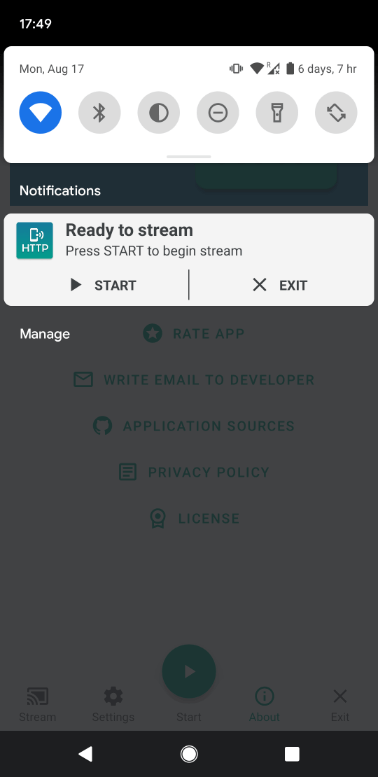 17:49
Mon, Aug 17
R
6 days, 7 hr
Notifications
HTTP
Ready to stream
Press START to begin stream
START
EXIT
Manage
RATE APP
WRITE EMAIL TO DEVELOPER
APPLICATION SOURCES
PRIVACY POLICY
LICENSE
Stream
Settings
Start
About
Exit